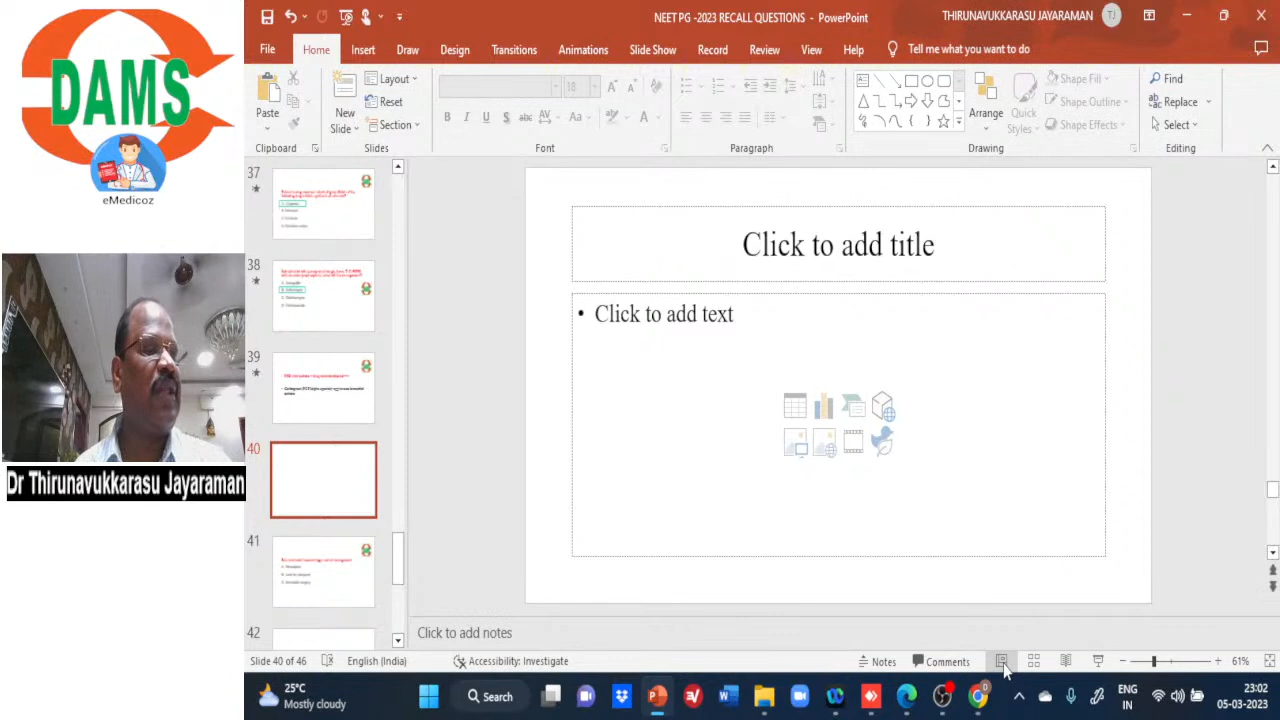 DAMS
eMedicoz
Dr Thirunavukkarasu Jayaraman
NEET PG -2023 RECALL QUESTIONS - PowerPoint
THIRUNAVUKKARASU JAYARAMAN
TJ
File
Home
Insert
Draw
Design
Transitions
Animations
Slide Show
Record
Review
View
Help
Tell me what you want to do
Paste
Clipboard
New
Slide
Layout
Reset
Section
Slides
18
Font
Paragraph
Arrange
Quick
Styles
Shape Fill
Shape Outline
Shape Effects
Drawing
Find
Replace
Select
Editing
37
38
39
40
41
42
Click to add title
• Click to add text
Click to add notes
Slide 40 of 46
English (India)
Accessibility: Investigate
Notes
Comments
61%
25°C
Mostly cloudy
Search
ENG
IN
23:02
05-03-2023